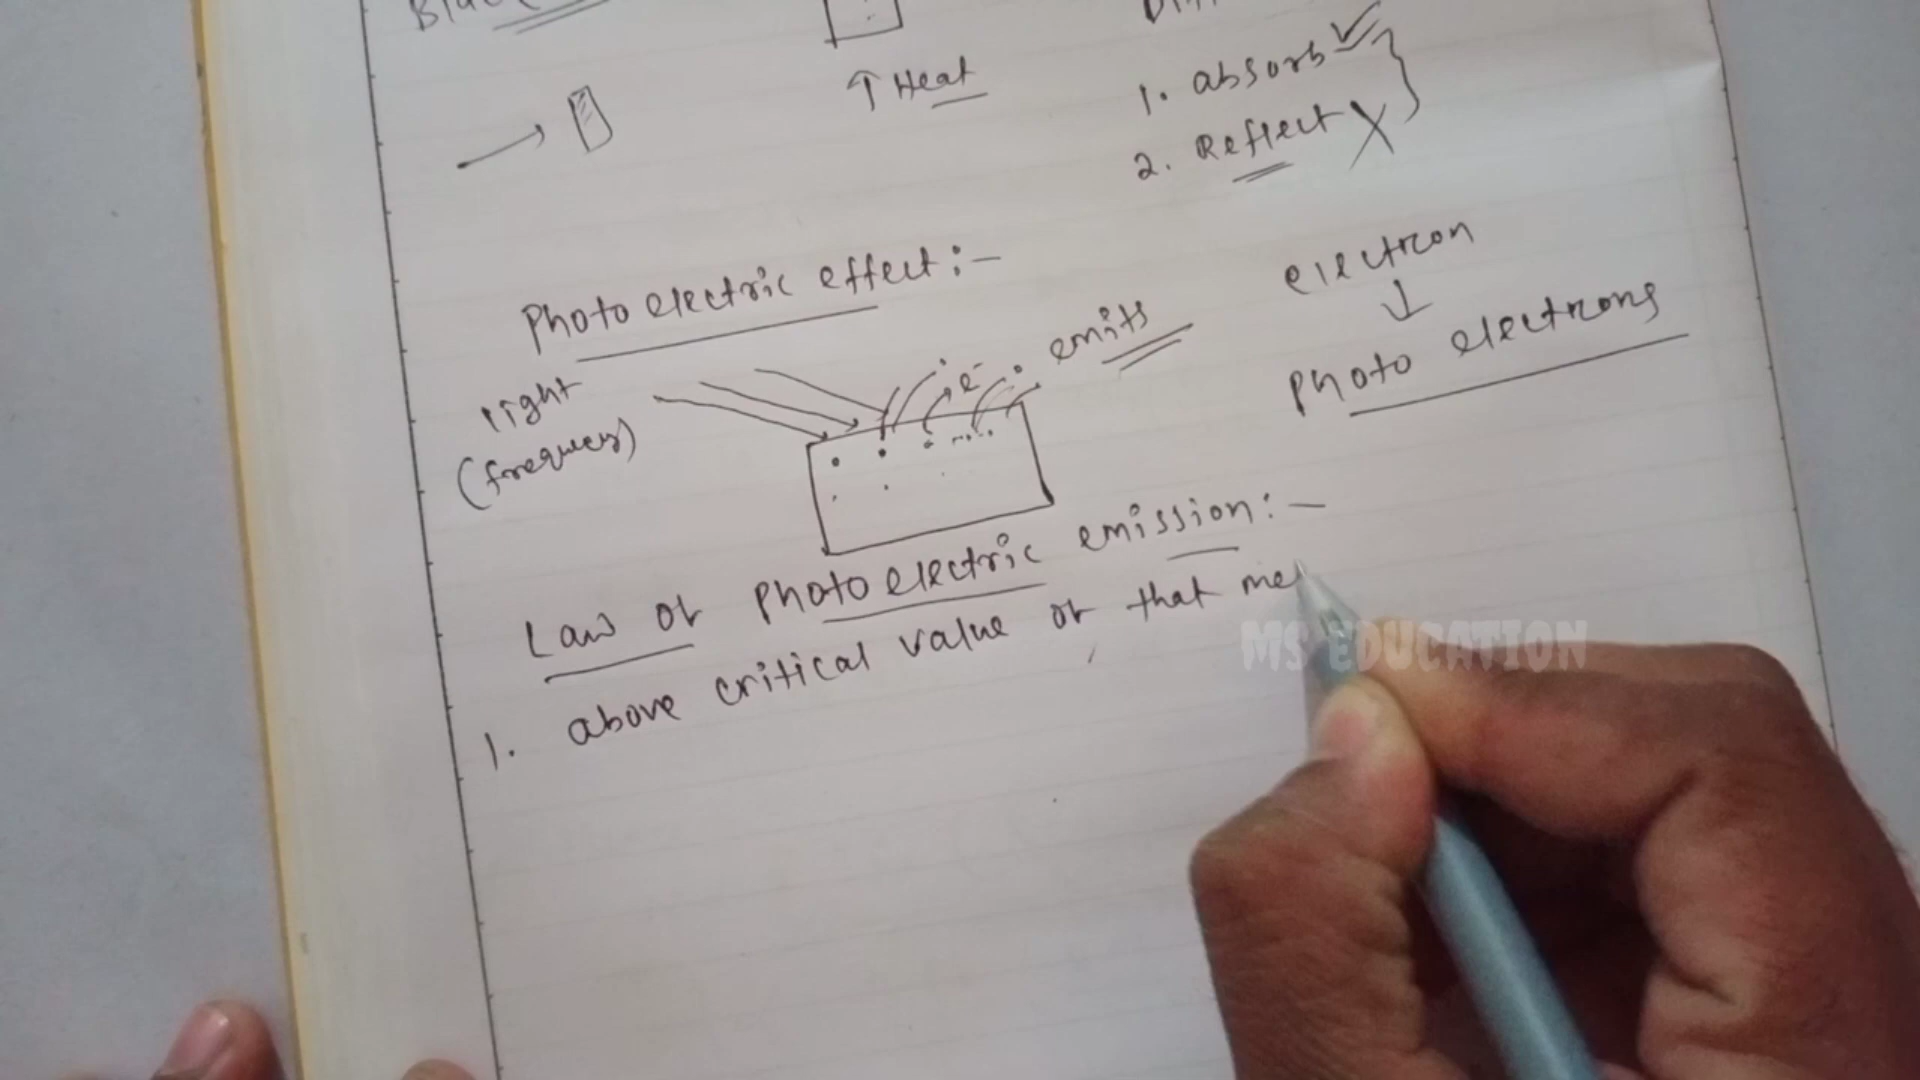 ↑ Heat
1. absorb ✓
2. Reflect X
Photo electric effect :-
electron
↓
Photo electrons
light
(frequency)
e⁻
emits
Law of Photo electric emission :-
1. above critical value of that me
MS EDUCATION